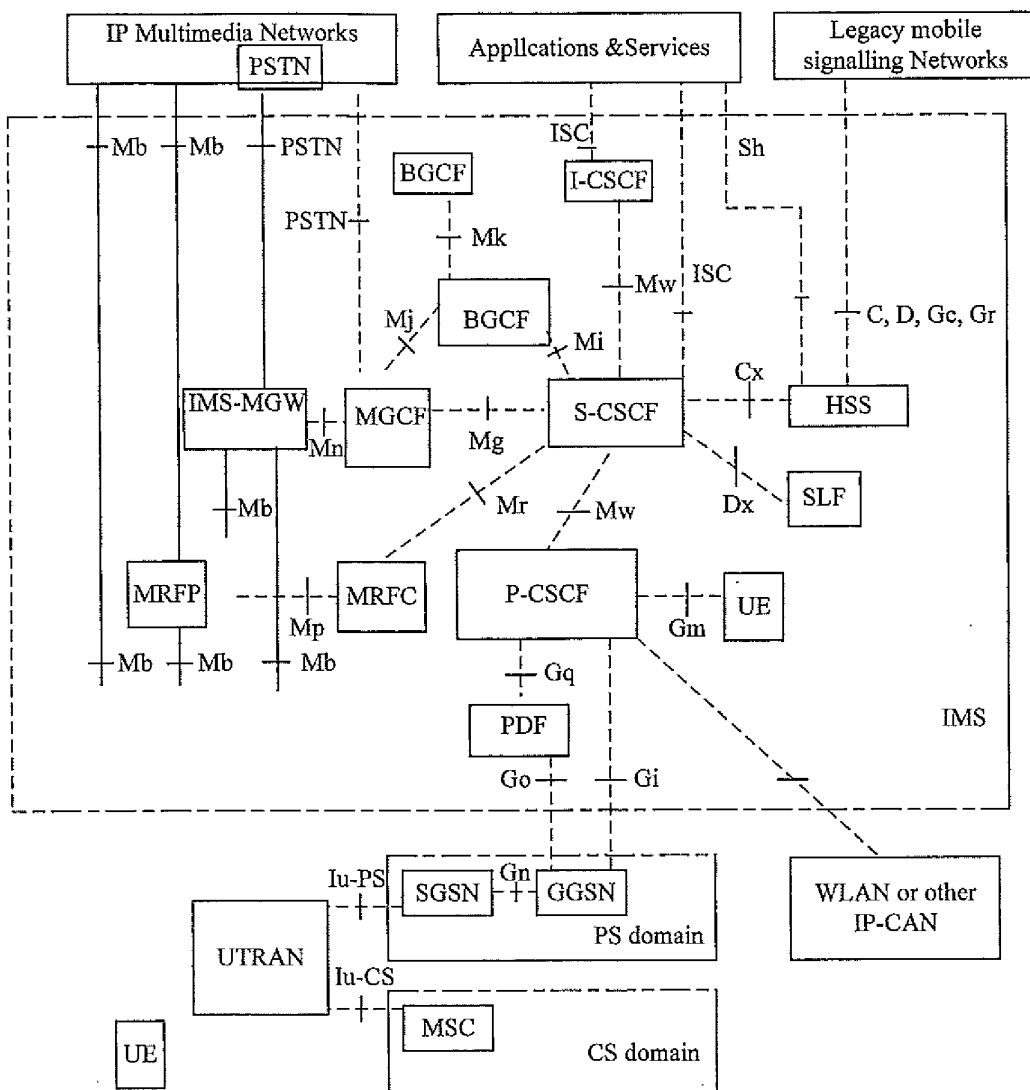 IP Multimedia Networks
PSTN
Appllcations &Services
Legacy mobile
signalling Networks
Mb
Mb
PSTN
ISC
Sh
BGCF
I-CSCF
PSTN
Mk
Mw
ISC
BGCF
C, D, Gc, Gr
Mj
Mi
Cx
IMS-MGW
MGCF
S-CSCF
HSS
Mn
Mg
Mb
Mr
Mw
Dx
SLF
MRFP
MRFC
P-CSCF
UE
Mp
Gm
Mb
Mb
Mb
Gq
PDF
IMS
Go
Gi
Iu-PS
SGSN
Gn
GGSN
WLAN or other
IP-CAN
PS domain
UTRAN
Iu-CS
MSC
UE
CS domain